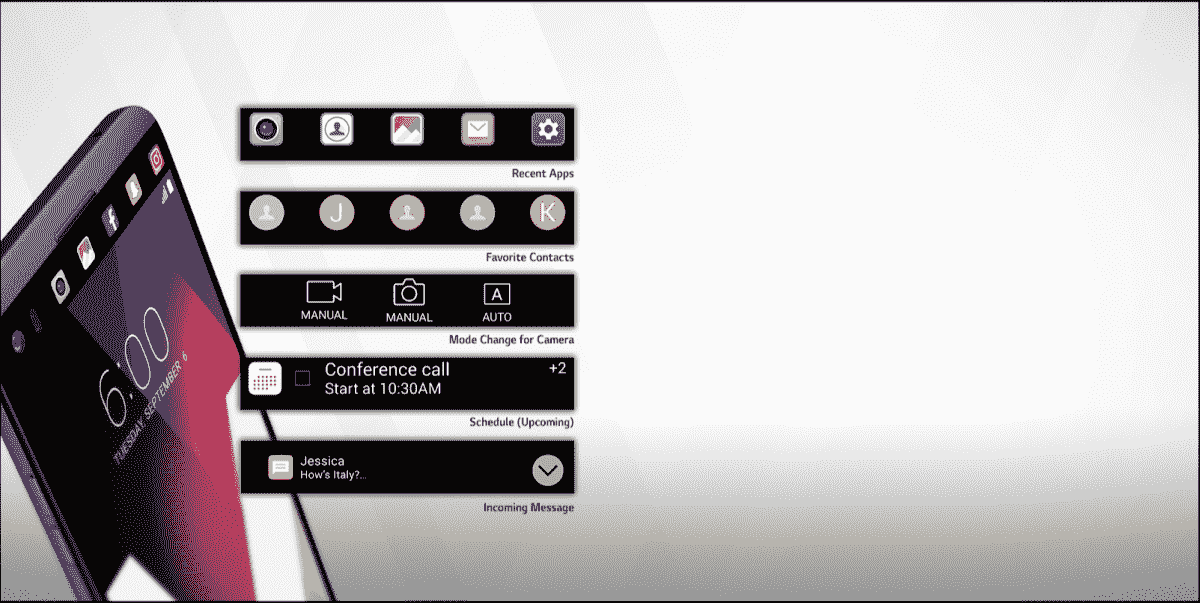 Recent Apps
J
K
Favorite Contacts
MANUAL
MANUAL
A
AUTO
Mode Change for Camera
Conference call
+2
Start at 10:30AM
Schedule (Upcoming)
Jessica
How's Italy?...
Incoming Message
6:00
TUESDAY, SEPTEMBER 6